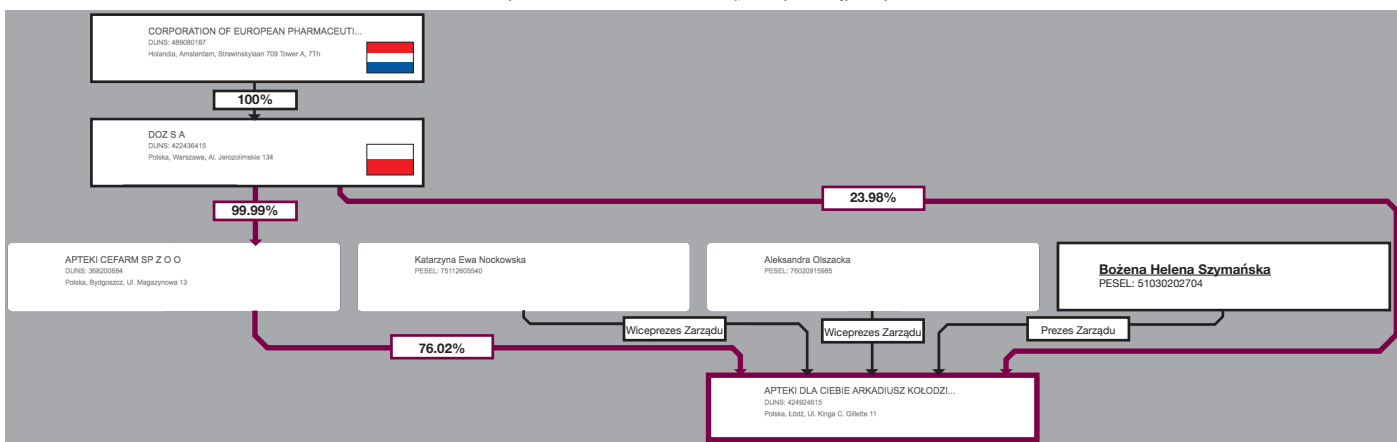 CORPORATION OF EUROPEAN PHARMACEUTI...
DUNS: 489080187
Holandia, Amsterdam, Strawinskylaan 709 Tower A, 7Th
100%
DOZ S A
DUNS: 422436415
Polska, Warszawa, Al. Jerozolimskie 134
99.99%
23.98%
APTEKI CEFARM SP Z O O
DUNS: 368200684
Polska, Bydgoszcz, Ul. Magazynowa 13
Katarzyna Ewa Nockowska
PESEL: 75112605540
Aleksandra Olszacka
PESEL: 76020915985
Bożena Helena Szymańska
PESEL: 51030202704
Wiceprezes Zarządu
Wiceprezes Zarządu
Prezes Zarządu
76.02%
APTEKI DLA CIEBIE ARKADIUSZ KOŁODZI...
DUNS: 424924615
Polska, Łódź, Ul. Kinga C. Gillette 11